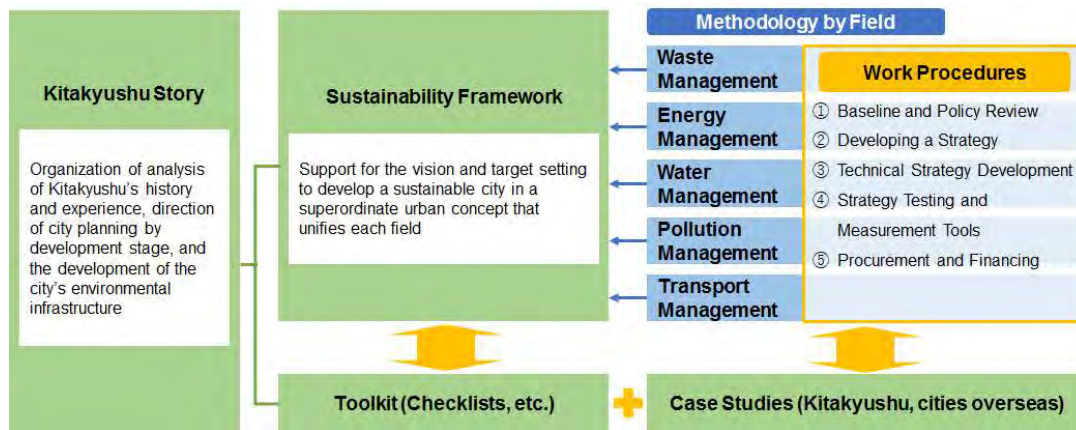 Kitakyushu Story
Organization of analysis
of Kitakyushu's history
and experience, direction
of city planning by
development stage, and
the development of the
city's environmental
infrastructure
Sustainability Framework
Support for the vision and target setting
to develop a sustainable city in a
superordinate urban concept that
unifies each field
Methodology by Field
Waste
Management
Energy
Management
Water
Management
Pollution
Management
Transport
Management
Work Procedures
① Baseline and Policy Review
② Developing a Strategy
③ Technical Strategy Development
④ Strategy Testing and
Measurement Tools
⑤ Procurement and Financing
Toolkit (Checklists, etc.)
Case Studies (Kitakyushu, cities overseas)